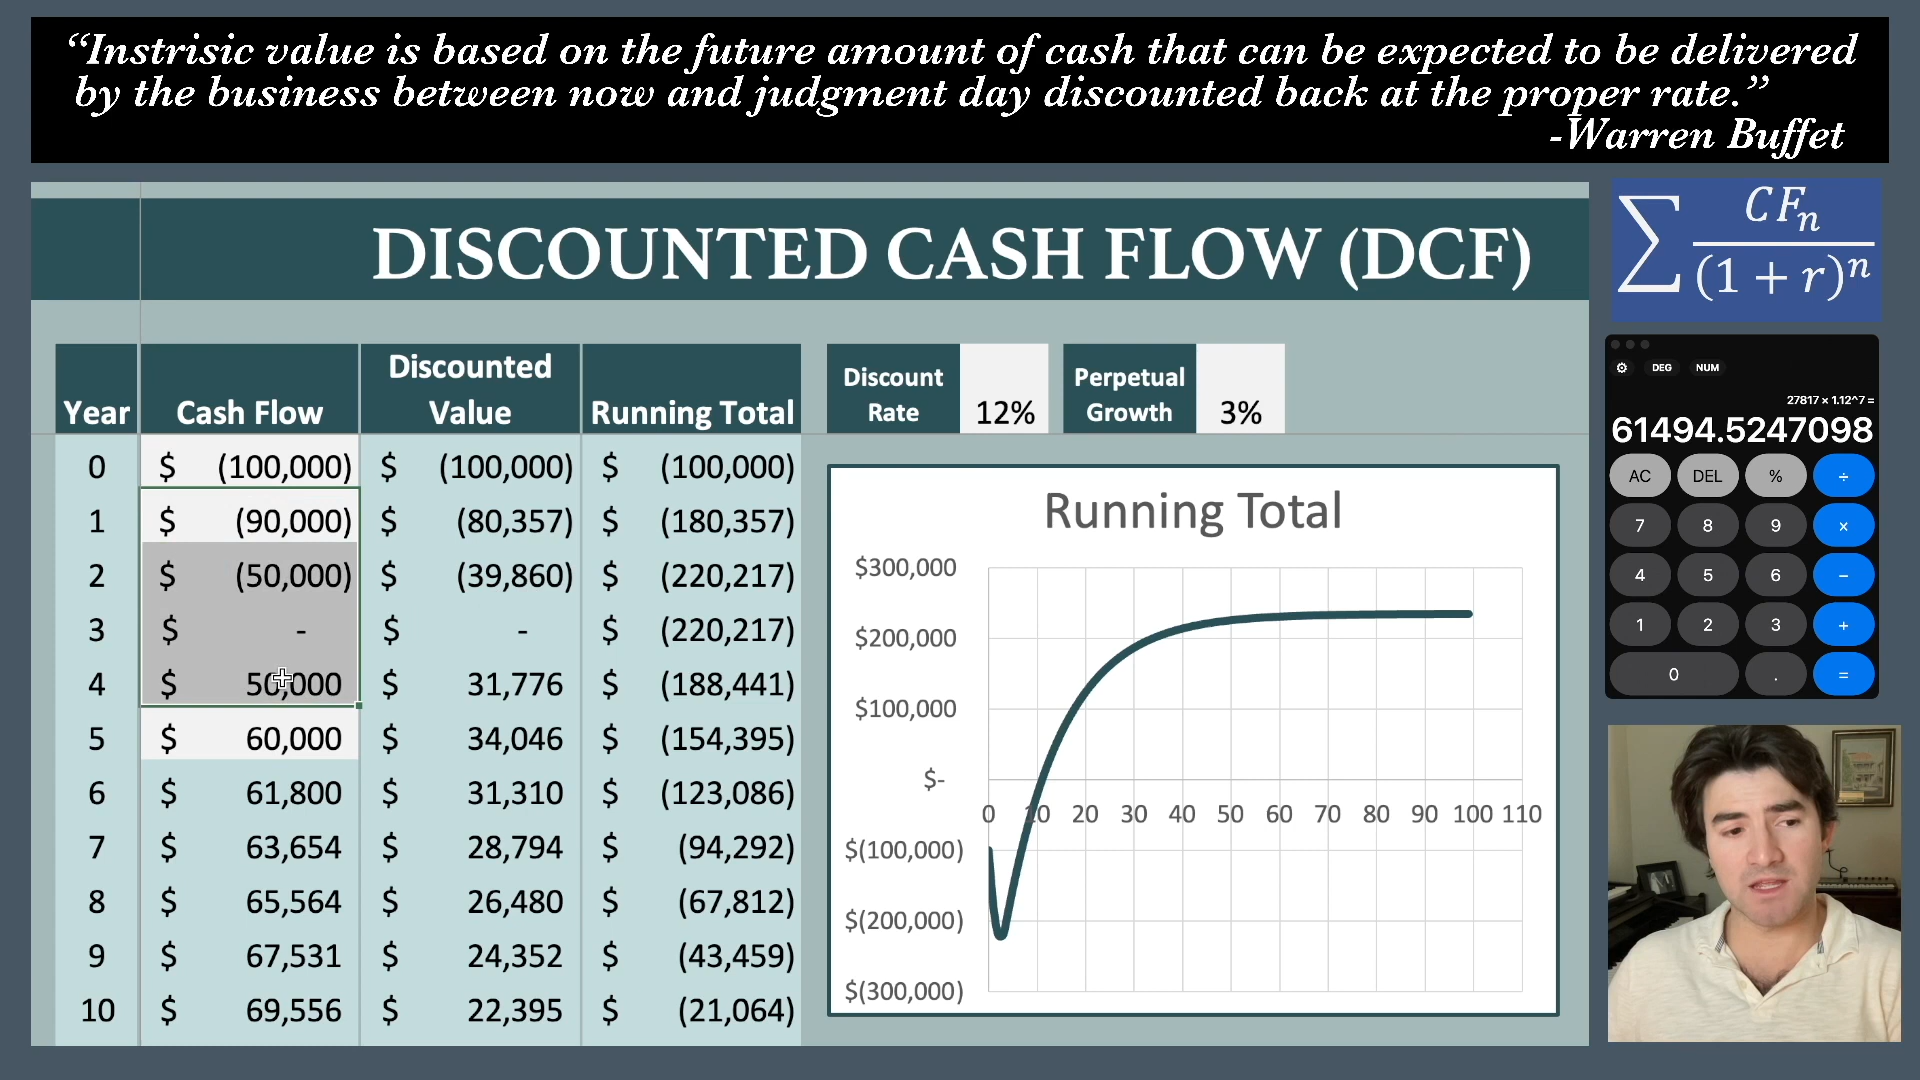 “Instrisic value is based on the future amount of cash that can be expected to be delivered
by the business between now and judgment day discounted back at the proper rate.”
-Warren Buffet
DISCOUNTED CASH FLOW (DCF)
∑ CFn / (1 + r)^n
Year Cash Flow Discounted Value Running Total
0 $ (100,000) $ (100,000) $ (100,000)
1 $ (90,000) $ (80,357) $ (180,357)
2 $ (50,000) $ (39,860) $ (220,217)
3 $ - $ - $ (220,217)
4 $ 50,000 $ 31,776 $ (188,441)
5 $ 60,000 $ 34,046 $ (154,395)
6 $ 61,800 $ 31,310 $ (123,086)
7 $ 63,654 $ 28,794 $ (94,292)
8 $ 65,564 $ 26,480 $ (67,812)
9 $ 67,531 $ 24,352 $ (43,459)
10 $ 69,556 $ 22,395 $ (21,064)
Discount
Rate 12%
Perpetual
Growth 3%
Running Total
$300,000
$200,000
$100,000
$-
0 10 20 30 40 50 60 70 80 90 100 110
$(100,000)
$(200,000)
$(300,000)
DEG NUM
27817 × 1.12^7 =
61494.5247098
AC DEL % ÷
7 8 9 ×
4 5 6 −
1 2 3 +
0 . =